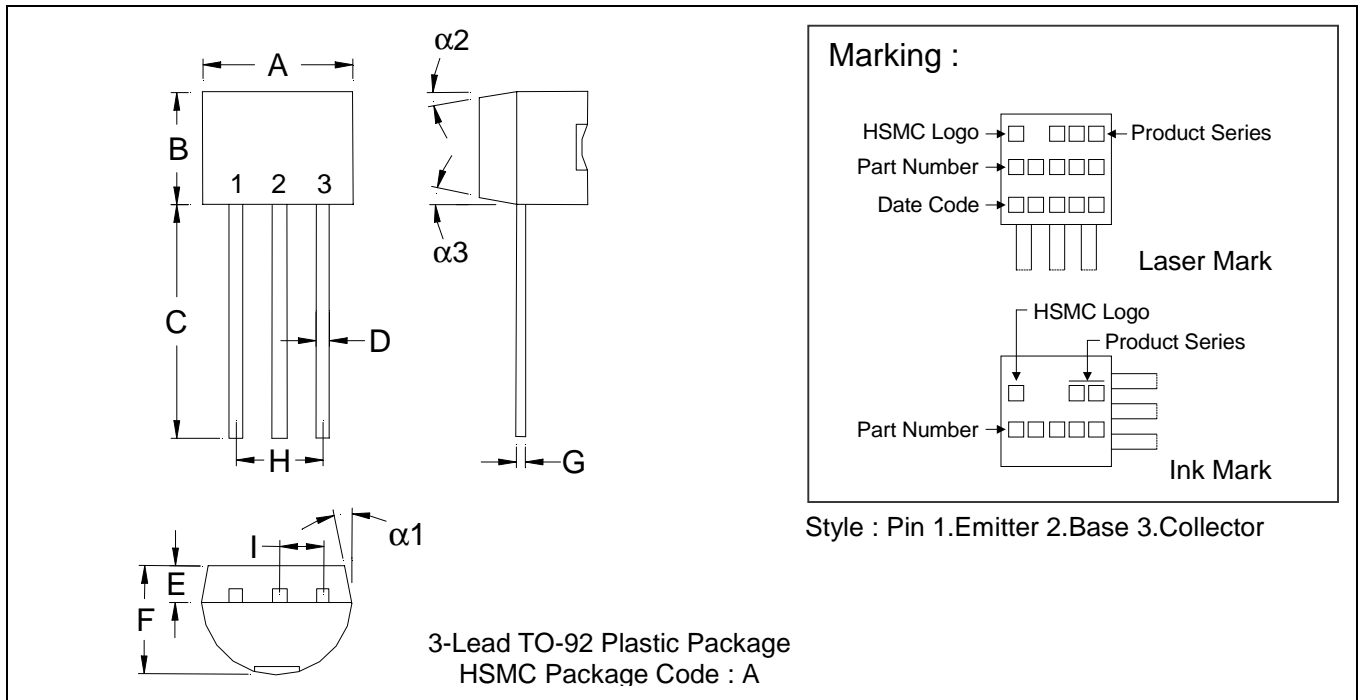 α2
A
B
1 2 3
α3
C
D
H
G
I
α1
E
F
3-Lead TO-92 Plastic Package
HSMC Package Code : A
Marking :
HSMC Logo
Product Series
Part Number
Date Code
Laser Mark
HSMC Logo
Product Series
Part Number
Ink Mark
Style : Pin 1.Emitter 2.Base 3.Collector